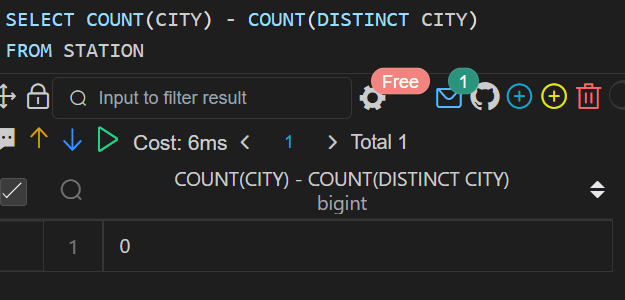 SELECT COUNT(CITY) - COUNT(DISTINCT CITY)
FROM STATION
Input to filter result
Free
1
Cost: 6ms
1
Total 1
COUNT(CITY) - COUNT(DISTINCT CITY)
bigint
1
0